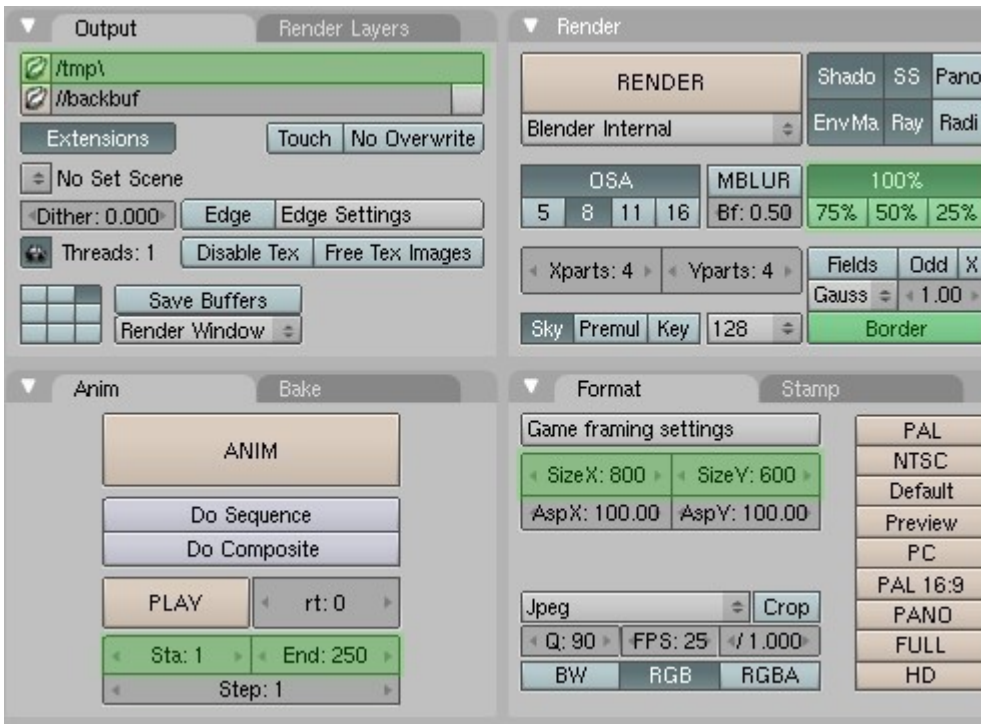 Output Render Layers
/tmp\
//backbuf
Extensions Touch No Overwrite
No Set Scene
Dither: 0.000 Edge Edge Settings
Threads: 1 Disable Tex Free Tex Images
Save Buffers
Render Window
Render
RENDER Shado SS Pano
Blender Internal EnvMa Ray Radi
OSA MBLUR 100%
5 8 11 16 Bf: 0.50 75% 50% 25%
Xparts: 4 Yparts: 4 Fields Odd X
Gauss 1.00
Sky Premul Key 128 Border
Anim Bake
ANIM
Do Sequence
Do Composite
PLAY rt: 0
Sta: 1 End: 250
Step: 1
Format Stamp
Game framing settings PAL
NTSC
SizeX: 800 SizeY: 600
Default
AspX: 100.00 AspY: 100.00
Preview
PC
PAL 16:9
Jpeg Crop
PANO
Q: 90 FPS: 25 / 1.000
FULL
BW RGB RGBA HD